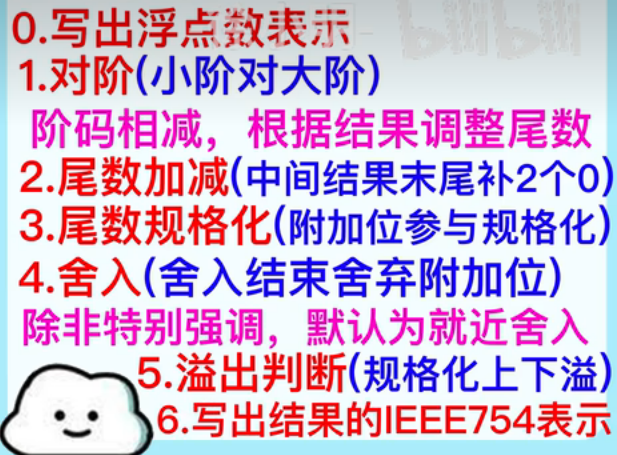 0.写出浮点数表示
bilibili
1.对阶(小阶对大阶)
阶码相减，根据结果调整尾数
2.尾数加减(中间结果末尾补2个0)
3.尾数规格化(附加位参与规格化)
4.舍入(舍入结束舍弃附加位)
除非特别强调，默认为就近舍入
5.溢出判断(规格化上下溢)
6.写出结果的IEEE754表示